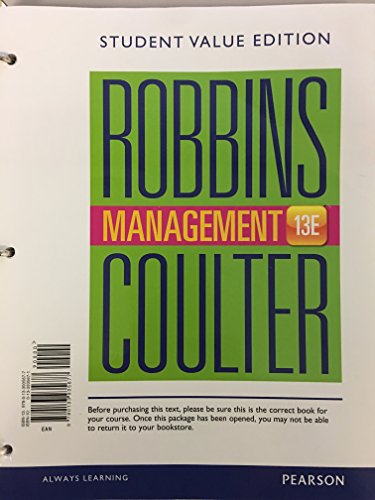 STUDENT VALUE EDITION
ROBBINS
MANAGEMENT 13E
COULTER
EAN
Before purchasing this text, please be sure this is the correct book for
your course. Once this package has been opened, you may not be able
to return it to your bookstore.
ALWAYS LEARNING
PEARSON